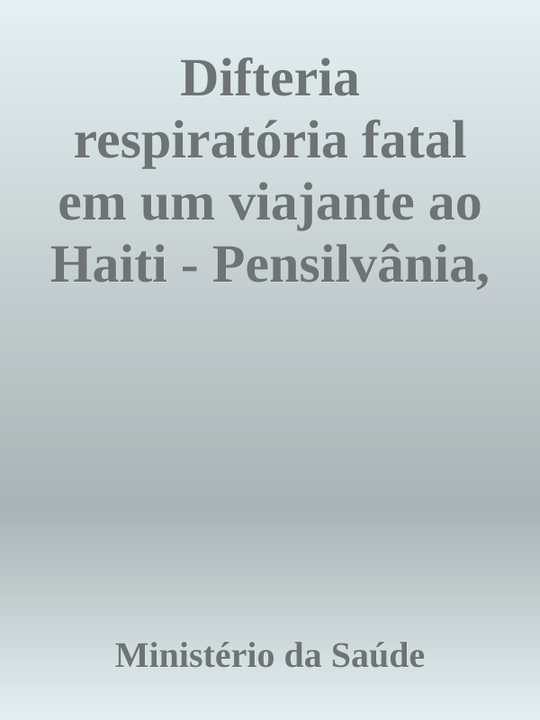 Difteria
respiratória fatal
em um viajante ao
Haiti - Pensilvânia,
Ministério da Saúde